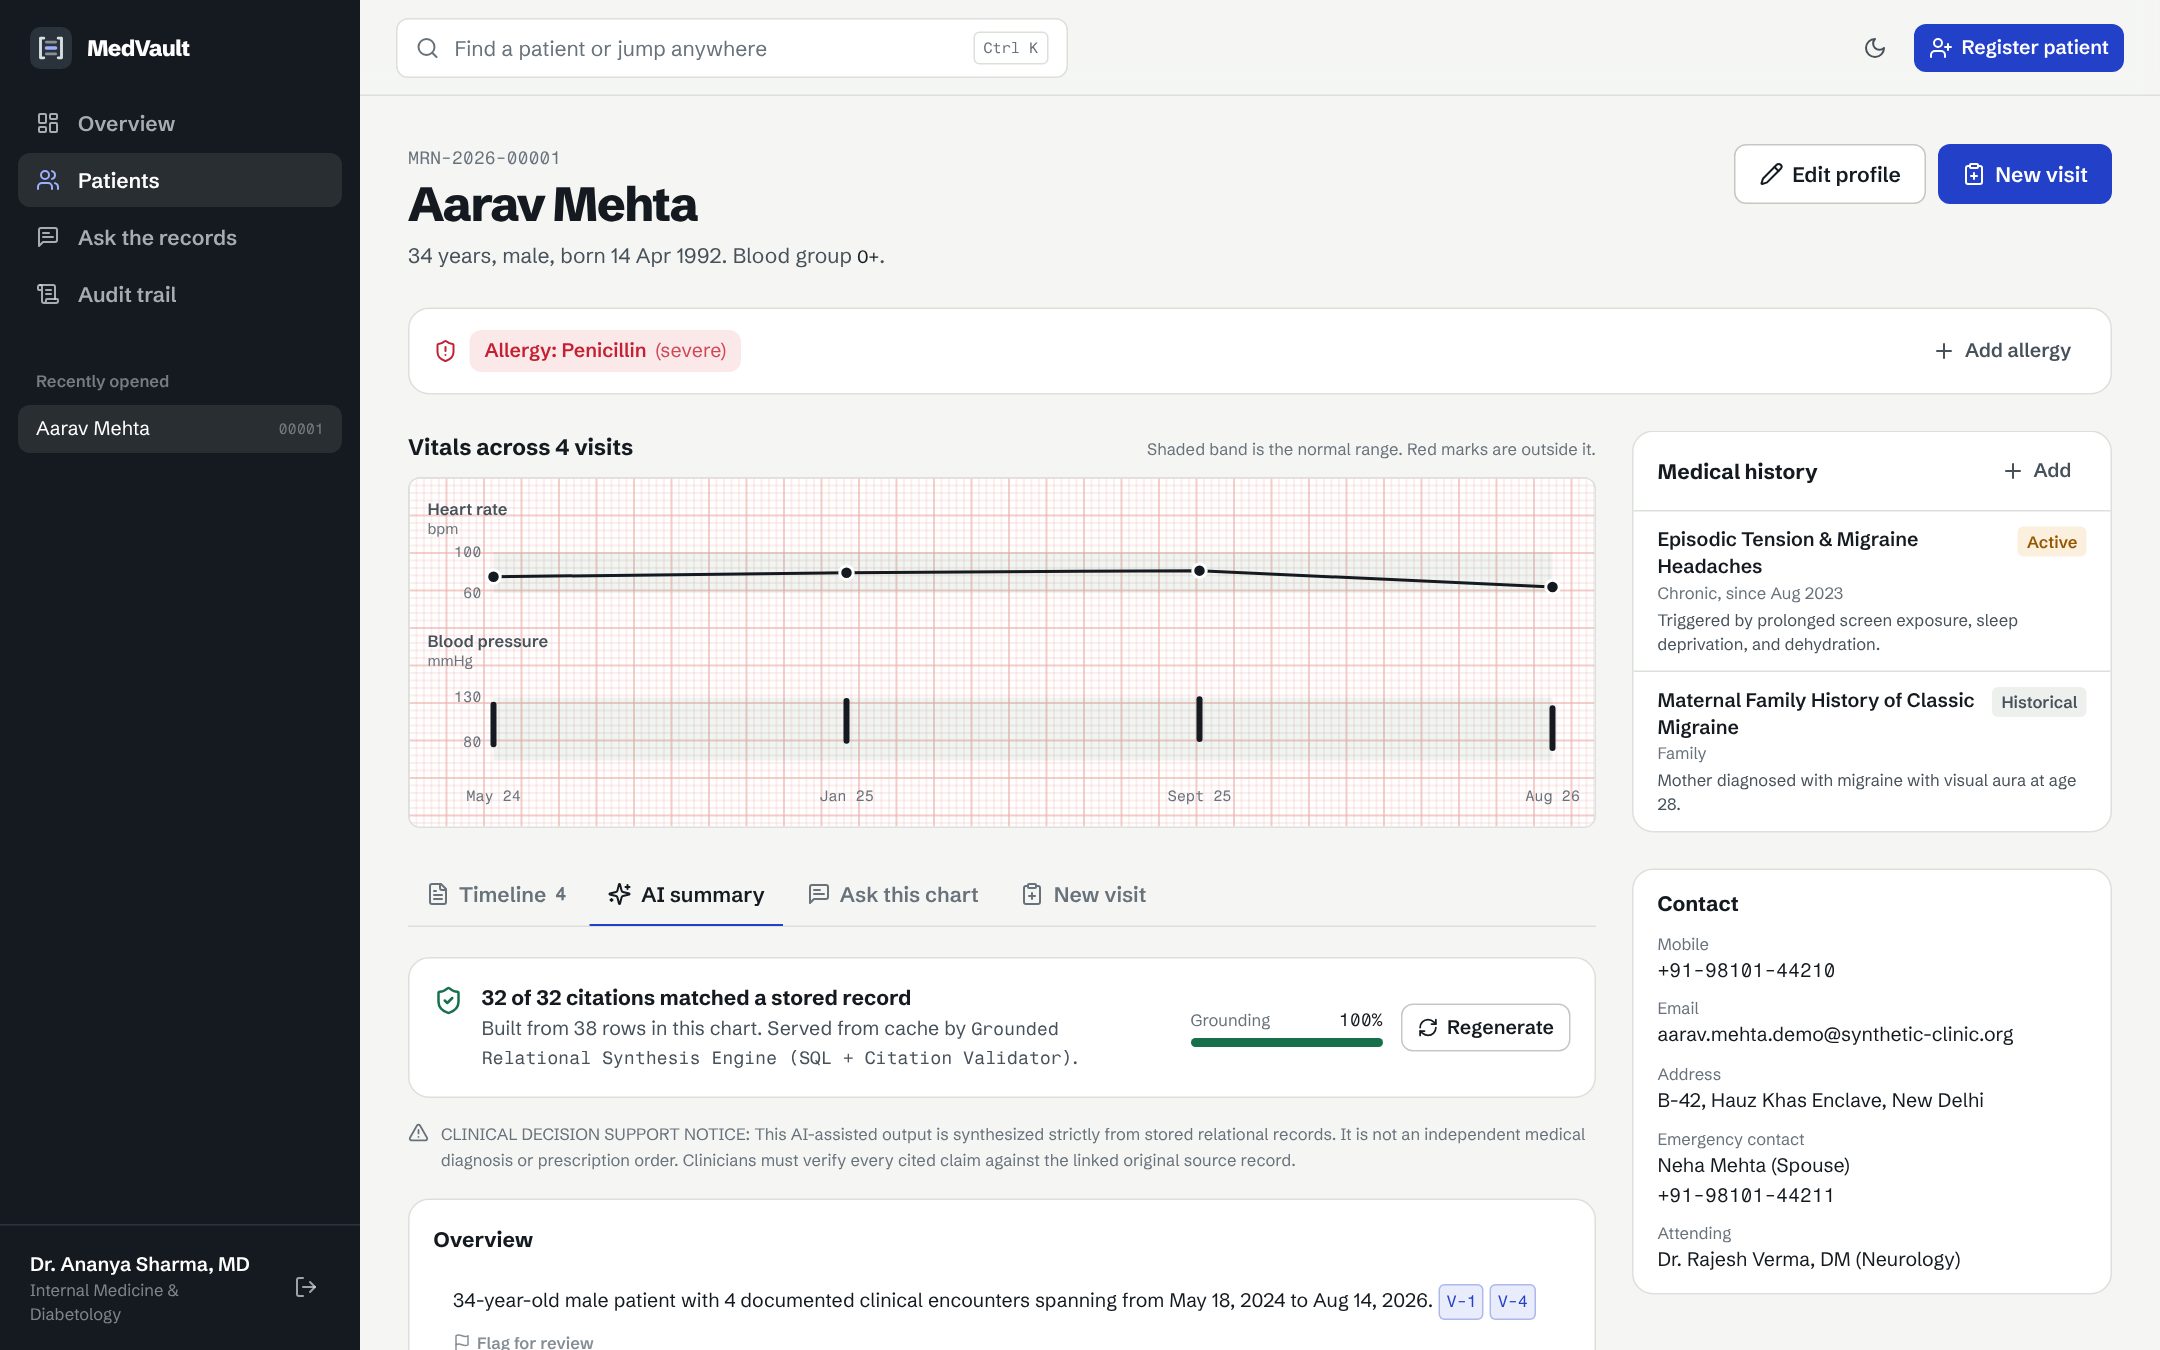 MedVault
Overview
Patients
Ask the records
Audit trail
Recently opened
Aarav Mehta 00001
Dr. Ananya Sharma, MD
Internal Medicine &
Diabetology
Find a patient or jump anywhere Ctrl K
Register patient
MRN-2026-00001
Aarav Mehta
34 years, male, born 14 Apr 1992. Blood group O+.
Edit profile
New visit
Allergy: Penicillin (severe)
Add allergy
Vitals across 4 visits
Shaded band is the normal range. Red marks are outside it.
Heart rate
bpm
100
60
Blood pressure
mmHg
130
80
May 24 Jan 25 Sept 25 Aug 26
Timeline 4
AI summary
Ask this chart
New visit
32 of 32 citations matched a stored record
Built from 38 rows in this chart. Served from cache by Grounded
Relational Synthesis Engine (SQL + Citation Validator).
Grounding 100%
Regenerate
CLINICAL DECISION SUPPORT NOTICE: This AI-assisted output is synthesized strictly from stored relational records. It is not an independent medical
diagnosis or prescription order. Clinicians must verify every cited claim against the linked original source record.
Overview
34-year-old male patient with 4 documented clinical encounters spanning from May 18, 2024 to Aug 14, 2026. V-1 V-4
Flag for review
Medical history
Add
Episodic Tension & Migraine
Headaches
Active
Chronic, since Aug 2023
Triggered by prolonged screen exposure, sleep
deprivation, and dehydration.
Maternal Family History of Classic
Migraine
Historical
Family
Mother diagnosed with migraine with visual aura at age
28.
Contact
Mobile
+91-98101-44210
Email
aarav.mehta.demo@synthetic-clinic.org
Address
B-42, Hauz Khas Enclave, New Delhi
Emergency contact
Neha Mehta (Spouse)
+91-98101-44211
Attending
Dr. Rajesh Verma, DM (Neurology)